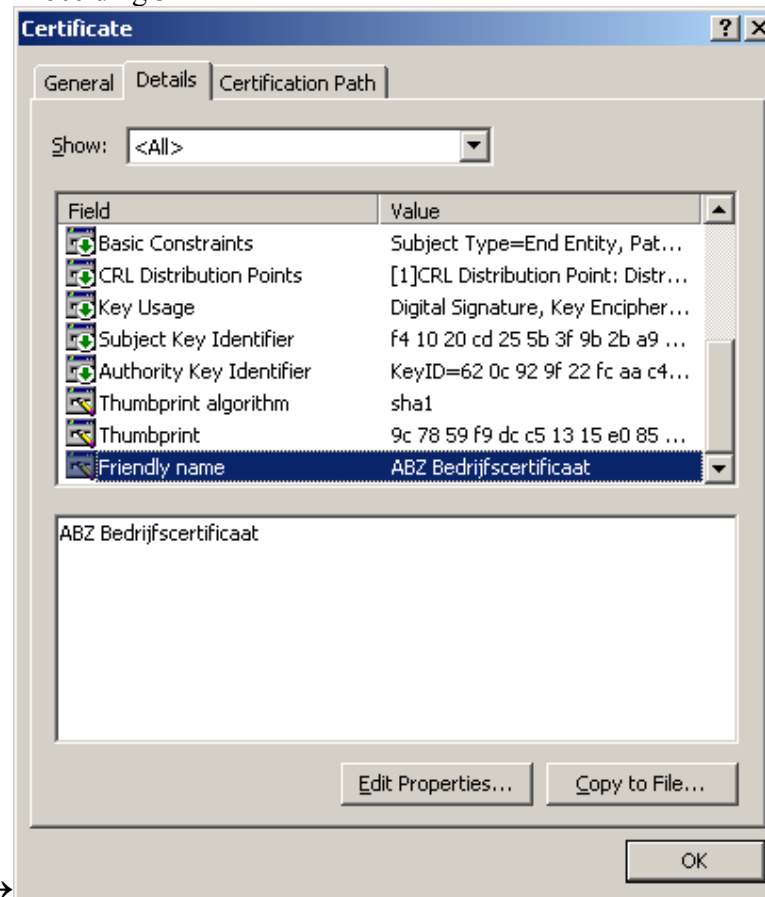 Certificate
General Details Certification Path
Show: <All>
Field Value
Basic Constraints Subject Type=End Entity, Pat...
CRL Distribution Points [1]CRL Distribution Point: Distr...
Key Usage Digital Signature, Key Encipher...
Subject Key Identifier f4 10 20 cd 25 5b 3f 9b 2b a9 ...
Authority Key Identifier KeyID=62 0c 92 9f 22 fc aa c4...
Thumbprint algorithm sha1
Thumbprint 9c 78 59 f9 dc c5 13 15 e0 85 ...
Friendly name ABZ Bedrijfscertificaat
ABZ Bedrijfscertificaat
Edit Properties... Copy to File...
OK